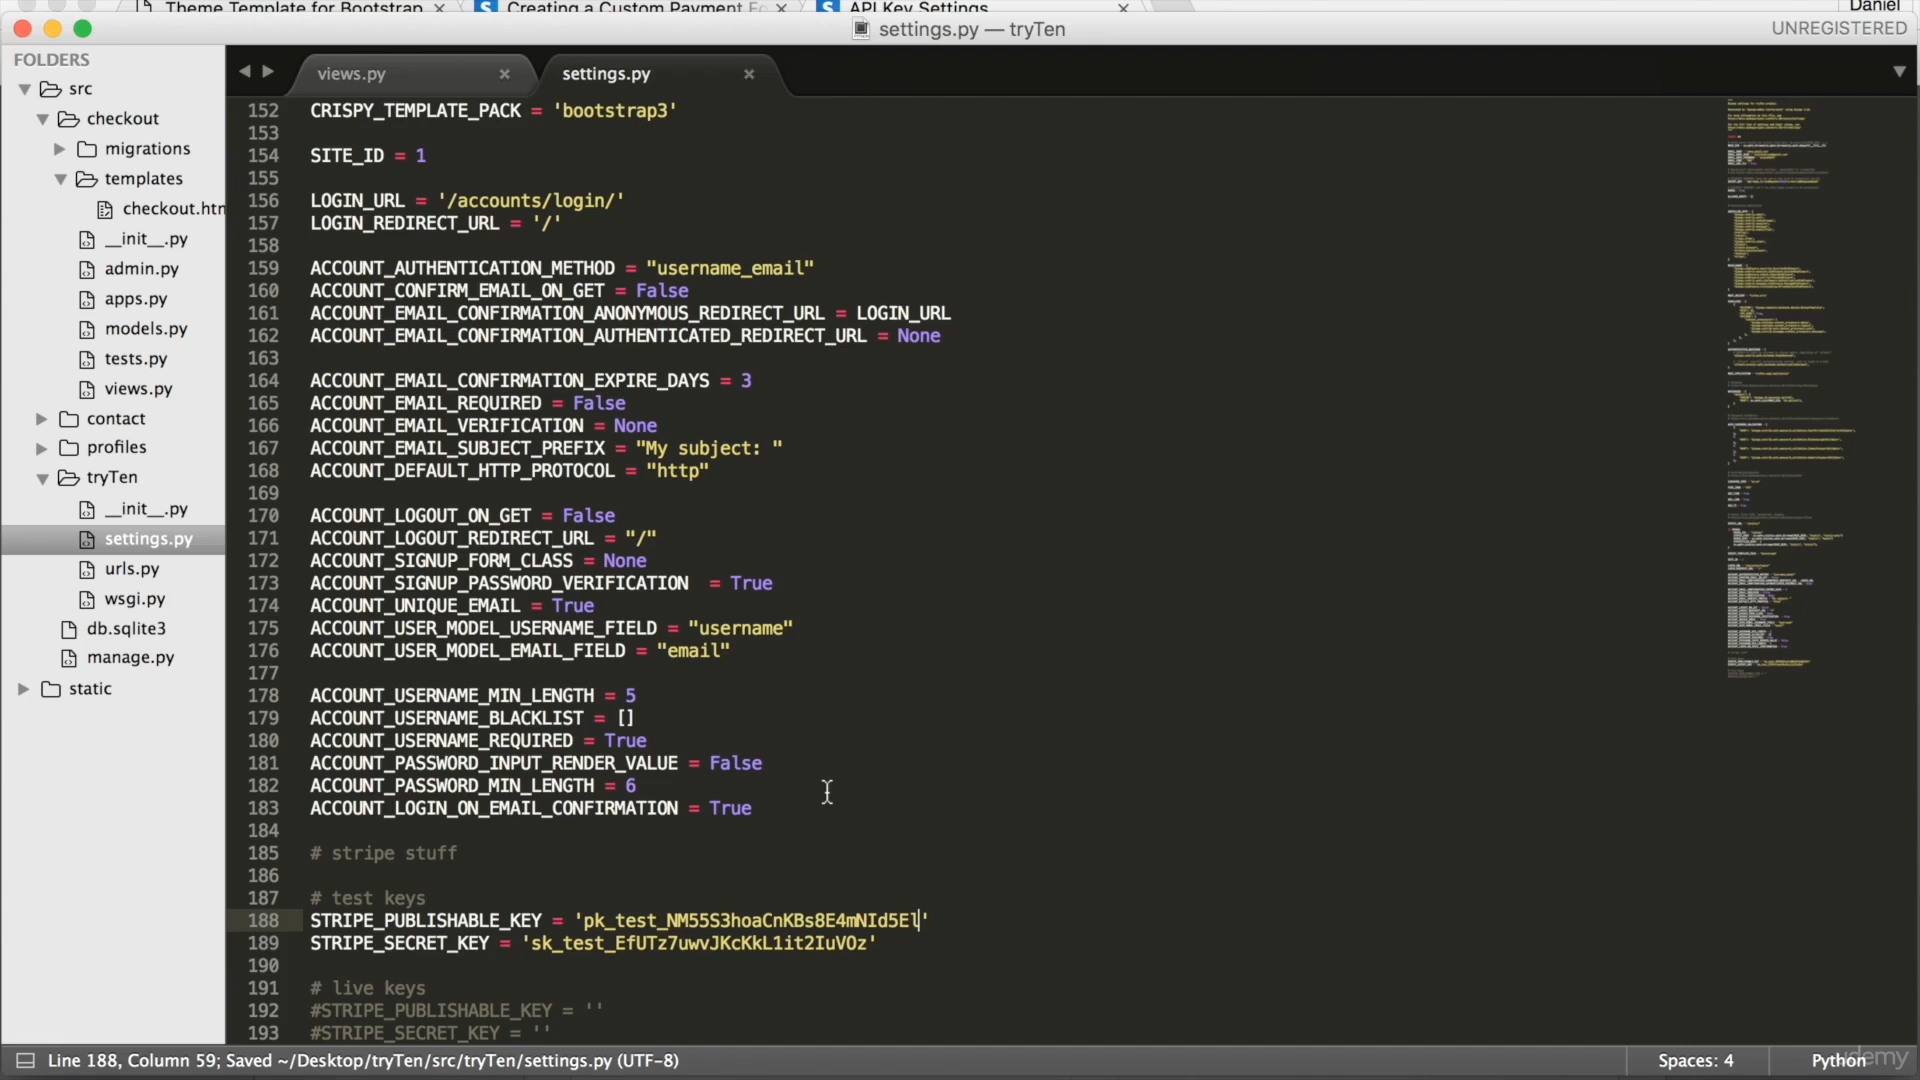 Theme Template for Bootstrap
Creating a Custom Payment Fo
API Key Settings
Daniel
settings.py — tryTen
UNREGISTERED
FOLDERS
src
checkout
migrations
templates
checkout.htn
__init__.py
admin.py
apps.py
models.py
tests.py
views.py
contact
profiles
tryTen
__init__.py
settings.py
urls.py
wsgi.py
db.sqlite3
manage.py
static
views.py
settings.py
152 CRISPY_TEMPLATE_PACK = 'bootstrap3'
153
154 SITE_ID = 1
155
156 LOGIN_URL = '/accounts/login/'
157 LOGIN_REDIRECT_URL = '/'
158
159 ACCOUNT_AUTHENTICATION_METHOD = "username_email"
160 ACCOUNT_CONFIRM_EMAIL_ON_GET = False
161 ACCOUNT_EMAIL_CONFIRMATION_ANONYMOUS_REDIRECT_URL = LOGIN_URL
162 ACCOUNT_EMAIL_CONFIRMATION_AUTHENTICATED_REDIRECT_URL = None
163
164 ACCOUNT_EMAIL_CONFIRMATION_EXPIRE_DAYS = 3
165 ACCOUNT_EMAIL_REQUIRED = False
166 ACCOUNT_EMAIL_VERIFICATION = None
167 ACCOUNT_EMAIL_SUBJECT_PREFIX = "My subject: "
168 ACCOUNT_DEFAULT_HTTP_PROTOCOL = "http"
169
170 ACCOUNT_LOGOUT_ON_GET = False
171 ACCOUNT_LOGOUT_REDIRECT_URL = "/"
172 ACCOUNT_SIGNUP_FORM_CLASS = None
173 ACCOUNT_SIGNUP_PASSWORD_VERIFICATION = True
174 ACCOUNT_UNIQUE_EMAIL = True
175 ACCOUNT_USER_MODEL_USERNAME_FIELD = "username"
176 ACCOUNT_USER_MODEL_EMAIL_FIELD = "email"
177
178 ACCOUNT_USERNAME_MIN_LENGTH = 5
179 ACCOUNT_USERNAME_BLACKLIST = []
180 ACCOUNT_USERNAME_REQUIRED = True
181 ACCOUNT_PASSWORD_INPUT_RENDER_VALUE = False
182 ACCOUNT_PASSWORD_MIN_LENGTH = 6
183 ACCOUNT_LOGIN_ON_EMAIL_CONFIRMATION = True
184
185 # stripe stuff
186
187 # test keys
188 STRIPE_PUBLISHABLE_KEY = 'pk_test_NM55S3hoaCnKBs8E4mNId5El'
189 STRIPE_SECRET_KEY = 'sk_test_EfUTz7uwvJKcKkL1it2IuVOz'
190
191 # live keys
192 #STRIPE_PUBLISHABLE_KEY = ''
193 #STRIPE_SECRET_KEY = ''
Line 188, Column 59; Saved ~/Desktop/tryTen/src/tryTen/settings.py (UTF-8)
Spaces: 4
Python
udemy